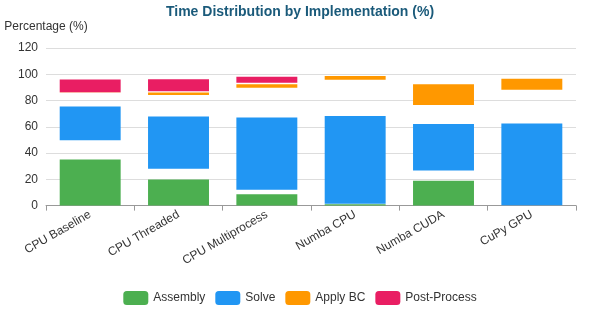 Time Distribution by Implementation (%)
Percentage (%)
120
100
80
60
40
20
0
CPU Baseline
CPU Threaded
CPU Multiprocess
Numba CPU
Numba CUDA
CuPy GPU
Assembly Solve Apply BC Post-Process